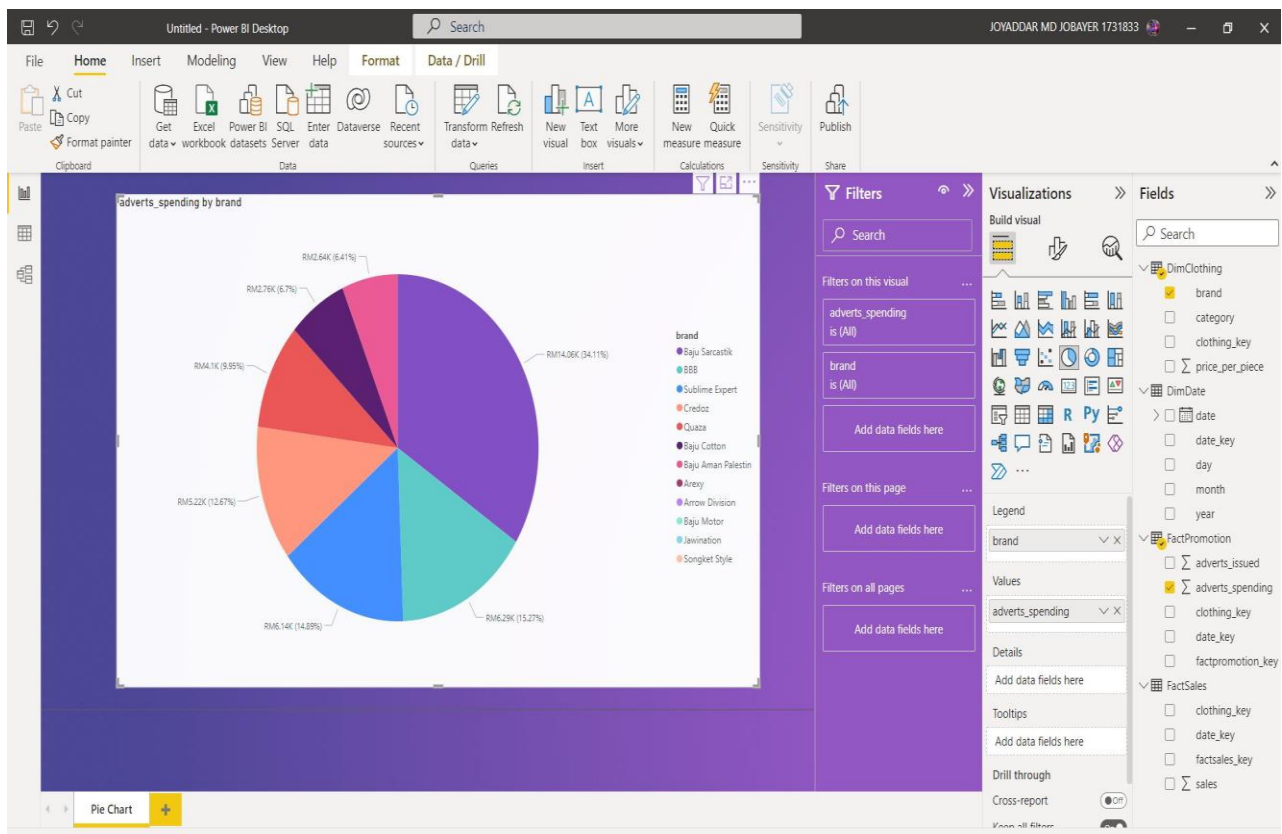 Untitled - Power BI Desktop
Search
JOYADDAR MD JOBAYER 1731833
File Home Insert Modeling View Help Format Data / Drill
Paste
Cut
Copy
Format painter
Clipboard
Get data
Excel workbook
Power BI datasets
SQL Server
Enter data
Dataverse
Recent sources
Data
Transform data
Refresh
Queries
New visual
Text box
More visuals
Insert
New measure
Quick measure
Calculations
Sensitivity
Sensitivity
Publish
Share
adverts_spending by brand
RM2.64K (6.41%)
RM2.76K (6.7%)
RM4.1K (9.95%)
RM5.22K (12.67%)
RM6.14K (14.89%)
RM6.29K (15.27%)
RM14.06K (34.11%)
brand
Baju Sarcastik
BBB
Sublime Expert
Credoz
Quaza
Baju Cotton
Baju Aman Palestin
Arexy
Arrow Division
Baju Motor
Jawination
Songket Style
Filters
Search
Filters on this visual ...
adverts_spending
is (All)
brand
is (All)
Add data fields here
Filters on this page ...
Add data fields here
Filters on all pages ...
Add data fields here
Visualizations
Build visual
123
R Py
...
Legend
brand
Values
adverts_spending
Details
Add data fields here
Tooltips
Add data fields here
Drill through
Cross-report
Off
Keep all filters
Fields
Search
DimClothing
brand
category
clothing_key
∑ price_per_piece
DimDate
date
date_key
day
month
year
FactPromotion
∑ adverts_issued
∑ adverts_spending
clothing_key
date_key
factpromotion_key
FactSales
clothing_key
date_key
factsales_key
∑ sales
Pie Chart